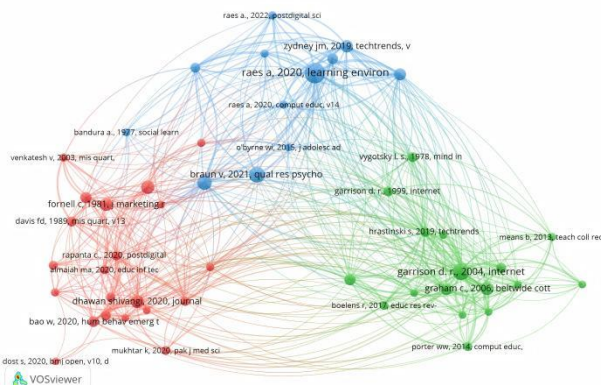 raes a., 2022, postdigital sci
zydney jm, 2019, techtrends, v
raes a, 2020, learning environ
raes a, 2020, comput educ, v14
bandura a., 1977, social learn
o'byrne wi, 2015, j adolesc ad
venkatesh v, 2003, mis quart,
vygotsky l. s., 1978, mind in
braun v, 2021, qual res psycho
garrison d. r., 1999, internet
fornell c, 1981, j marketing r
davis fd, 1989, mis quart, v13
hrastinski s, 2019, techtrends
means b, 2013, teach coll rec
rapanta c., 2020, postdigital
almaiah ma, 2020, educ inf tec
garrison d. r., 2004, internet
graham c., 2006, beitwide cott
dhawan shivangi, 2020, journal
boelens r, 2017, educ res rev-
bao w, 2020, hum behav emerg t
porter ww, 2014, comput educ,
mukhtar k, 2020, pak j med sci
dost s, 2020, bmj open, v10, d
VOSviewer